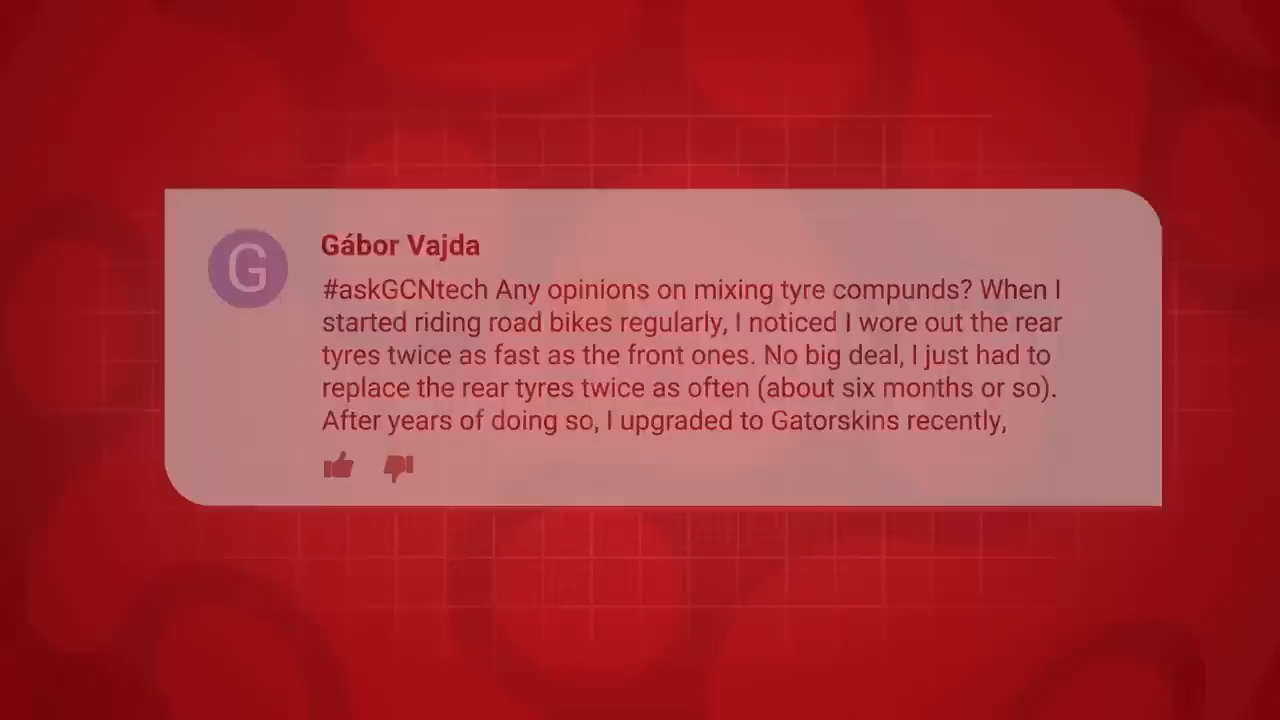 G
Gábor Vajda
#askGCNtech Any opinions on mixing tyre compunds? When I
started riding road bikes regularly, I noticed I wore out the rear
tyres twice as fast as the front ones. No big deal, I just had to
replace the rear tyres twice as often (about six months or so).
After years of doing so, I upgraded to Gatorskins recently,